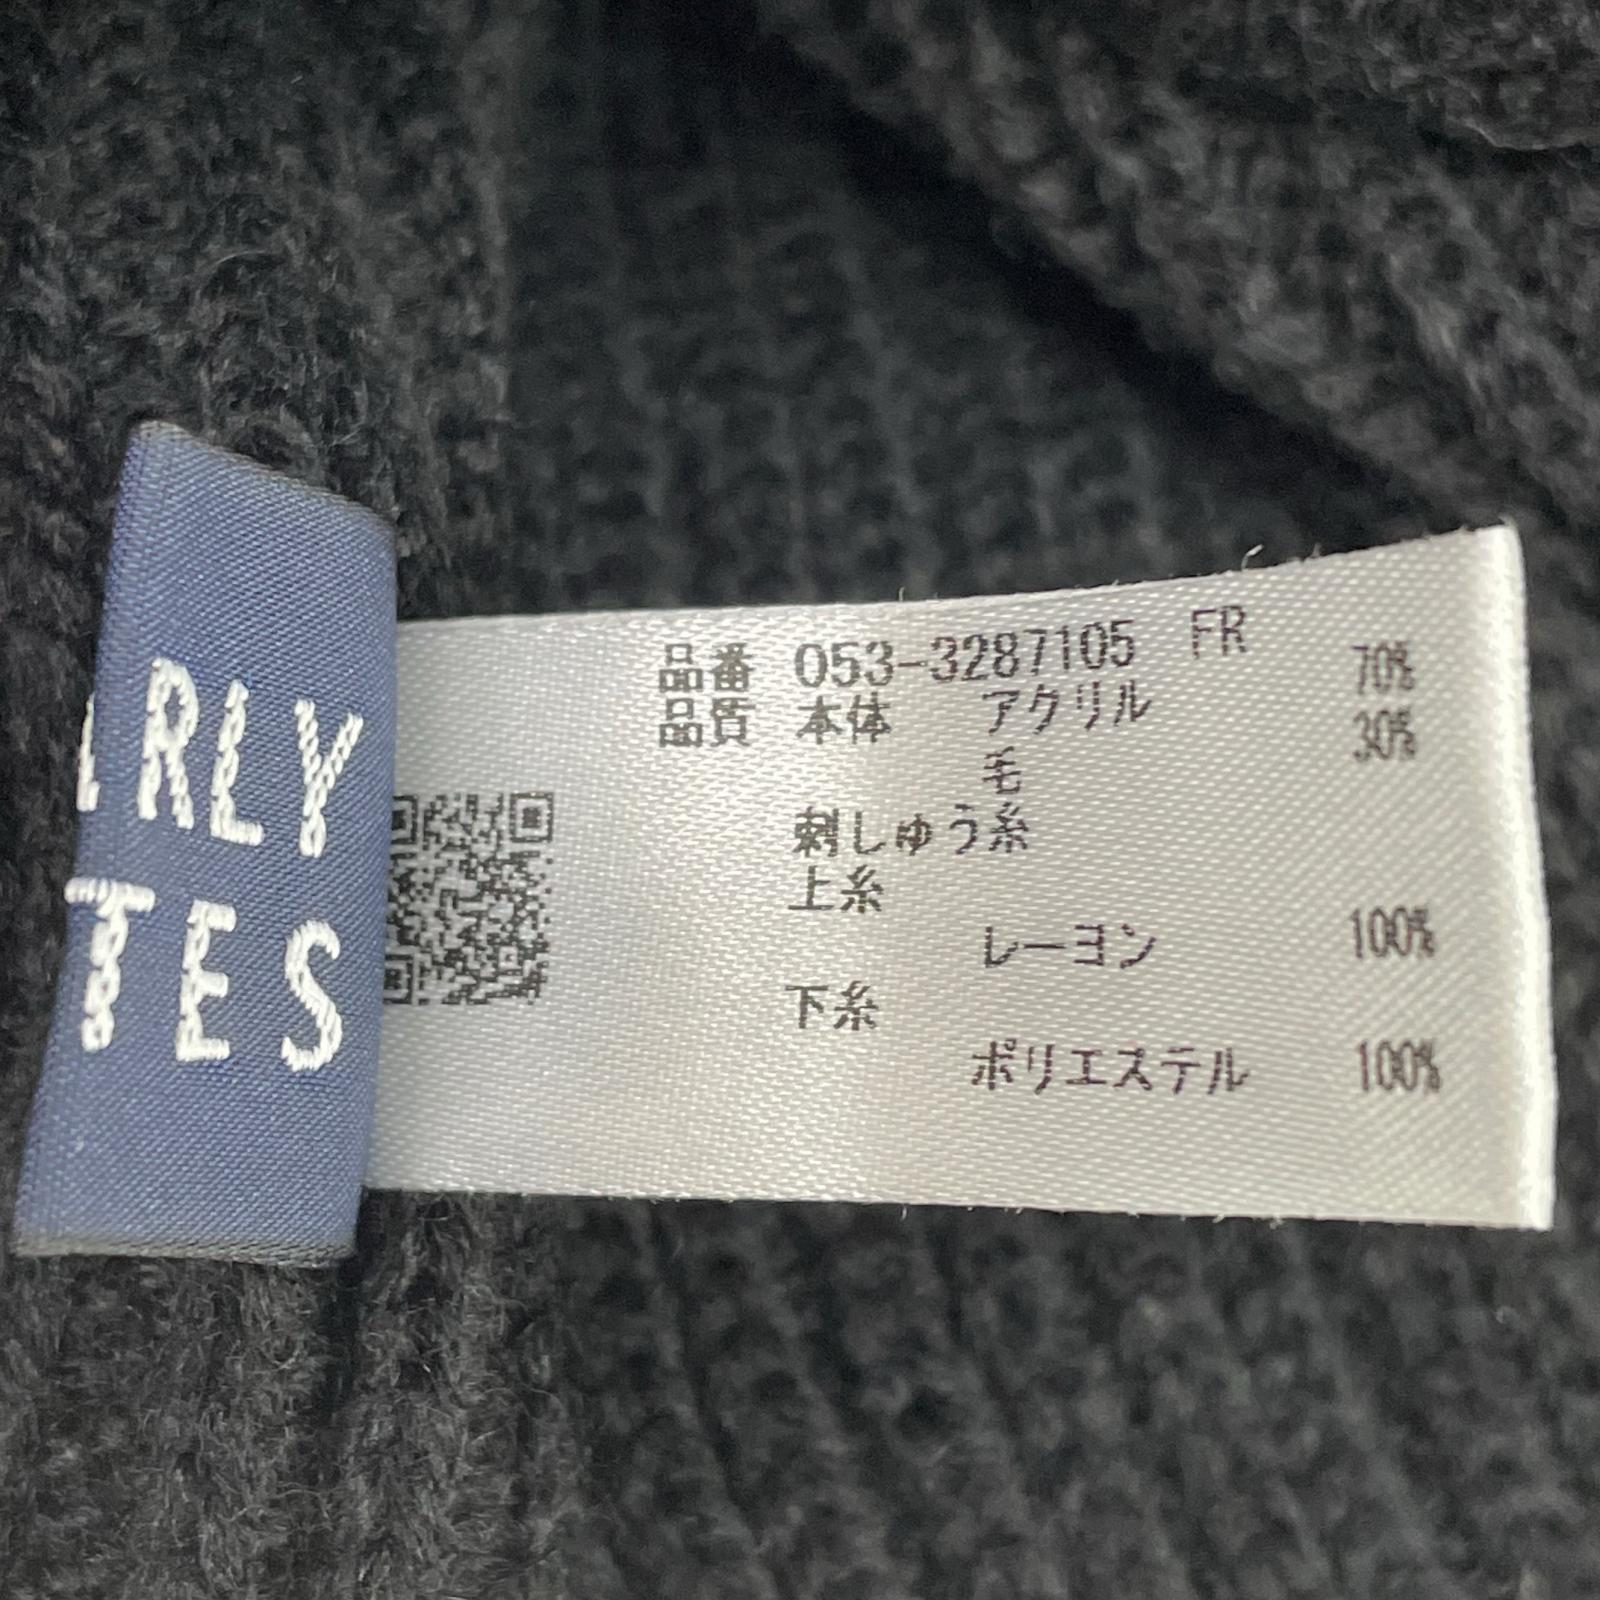 RLY
TES
品番 053-3287105 FR
品質 本体 アクリル 70%
毛 30%
刺しゅう糸
上糸
レーヨン 100%
下糸
ポリエステル 100%